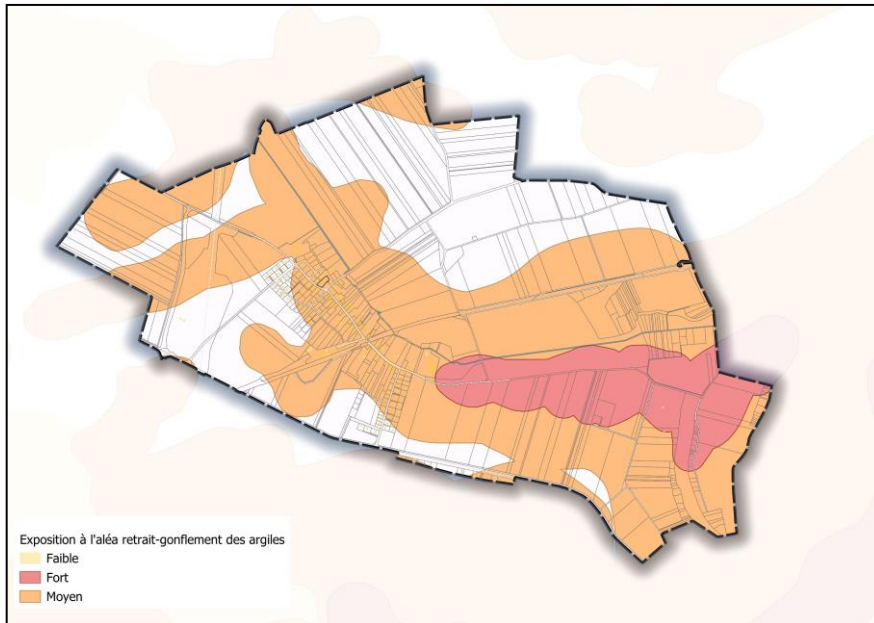 Exposition à l'aléa retrait-gonflement des argiles
Faible
Fort
Moyen